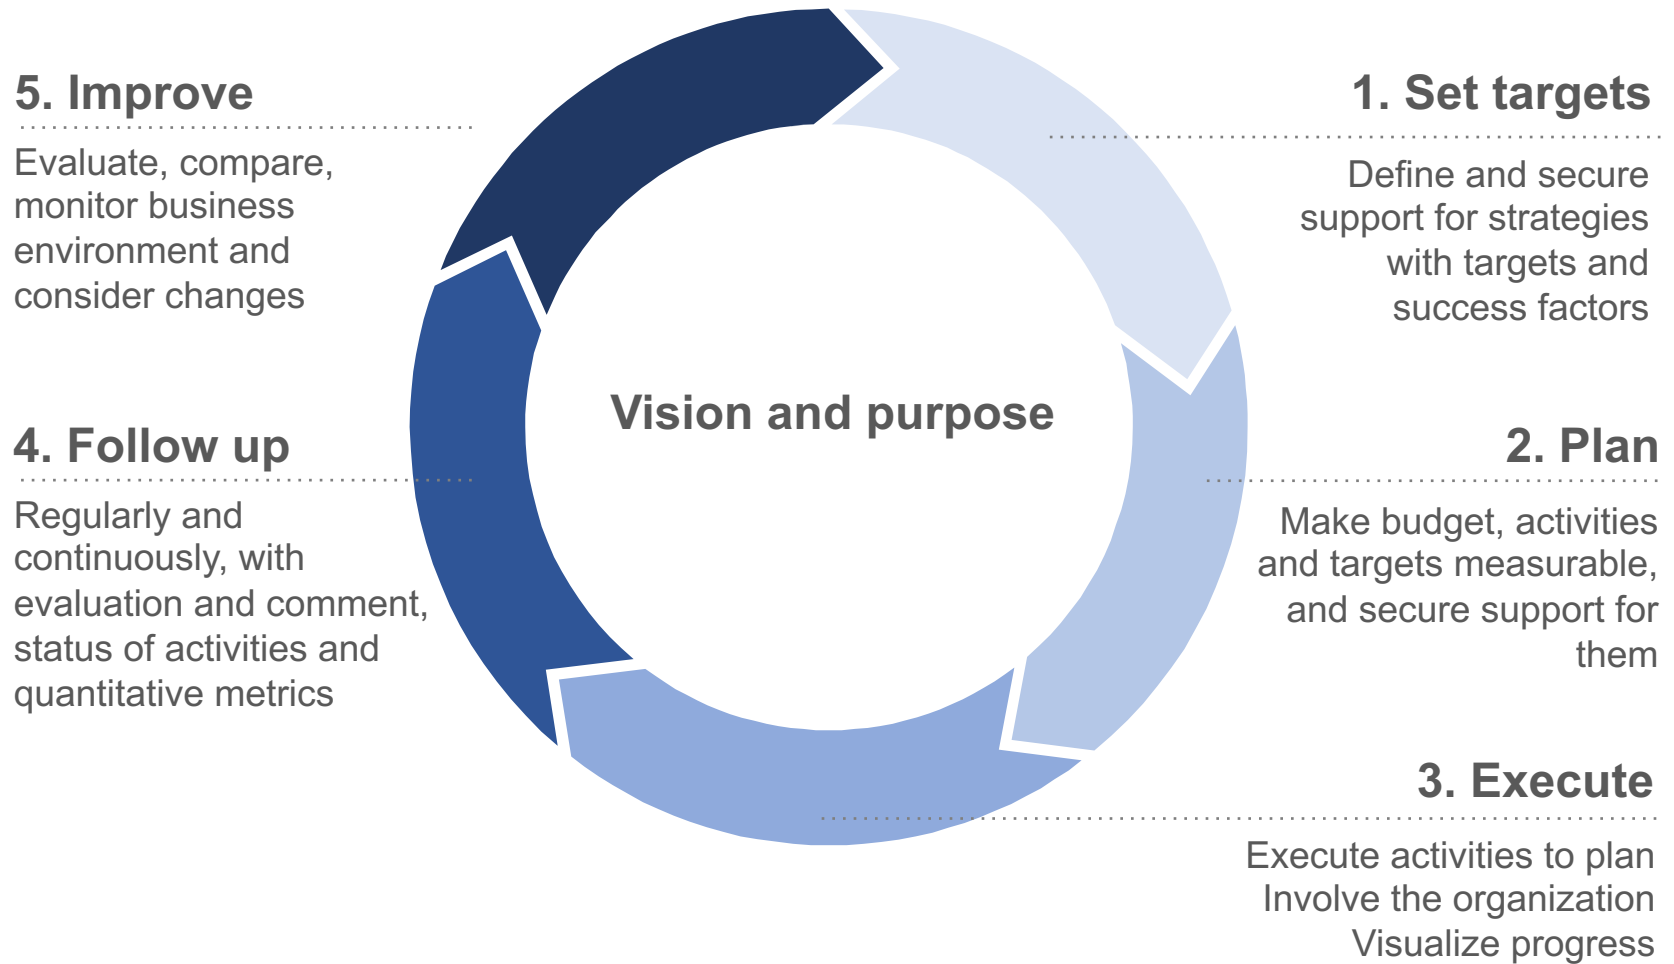 5. Improve
Evaluate, compare,
monitor business
environment and
consider changes
1. Set targets
Define and secure
support for strategies
with targets and
success factors
Vision and purpose
4. Follow up
Regularly and
continuously, with
evaluation and comment,
status of activities and
quantitative metrics
2. Plan
Make budget, activities
and targets measurable,
and secure support for
them
3. Execute
Execute activities to plan
Involve the organization
Visualize progress